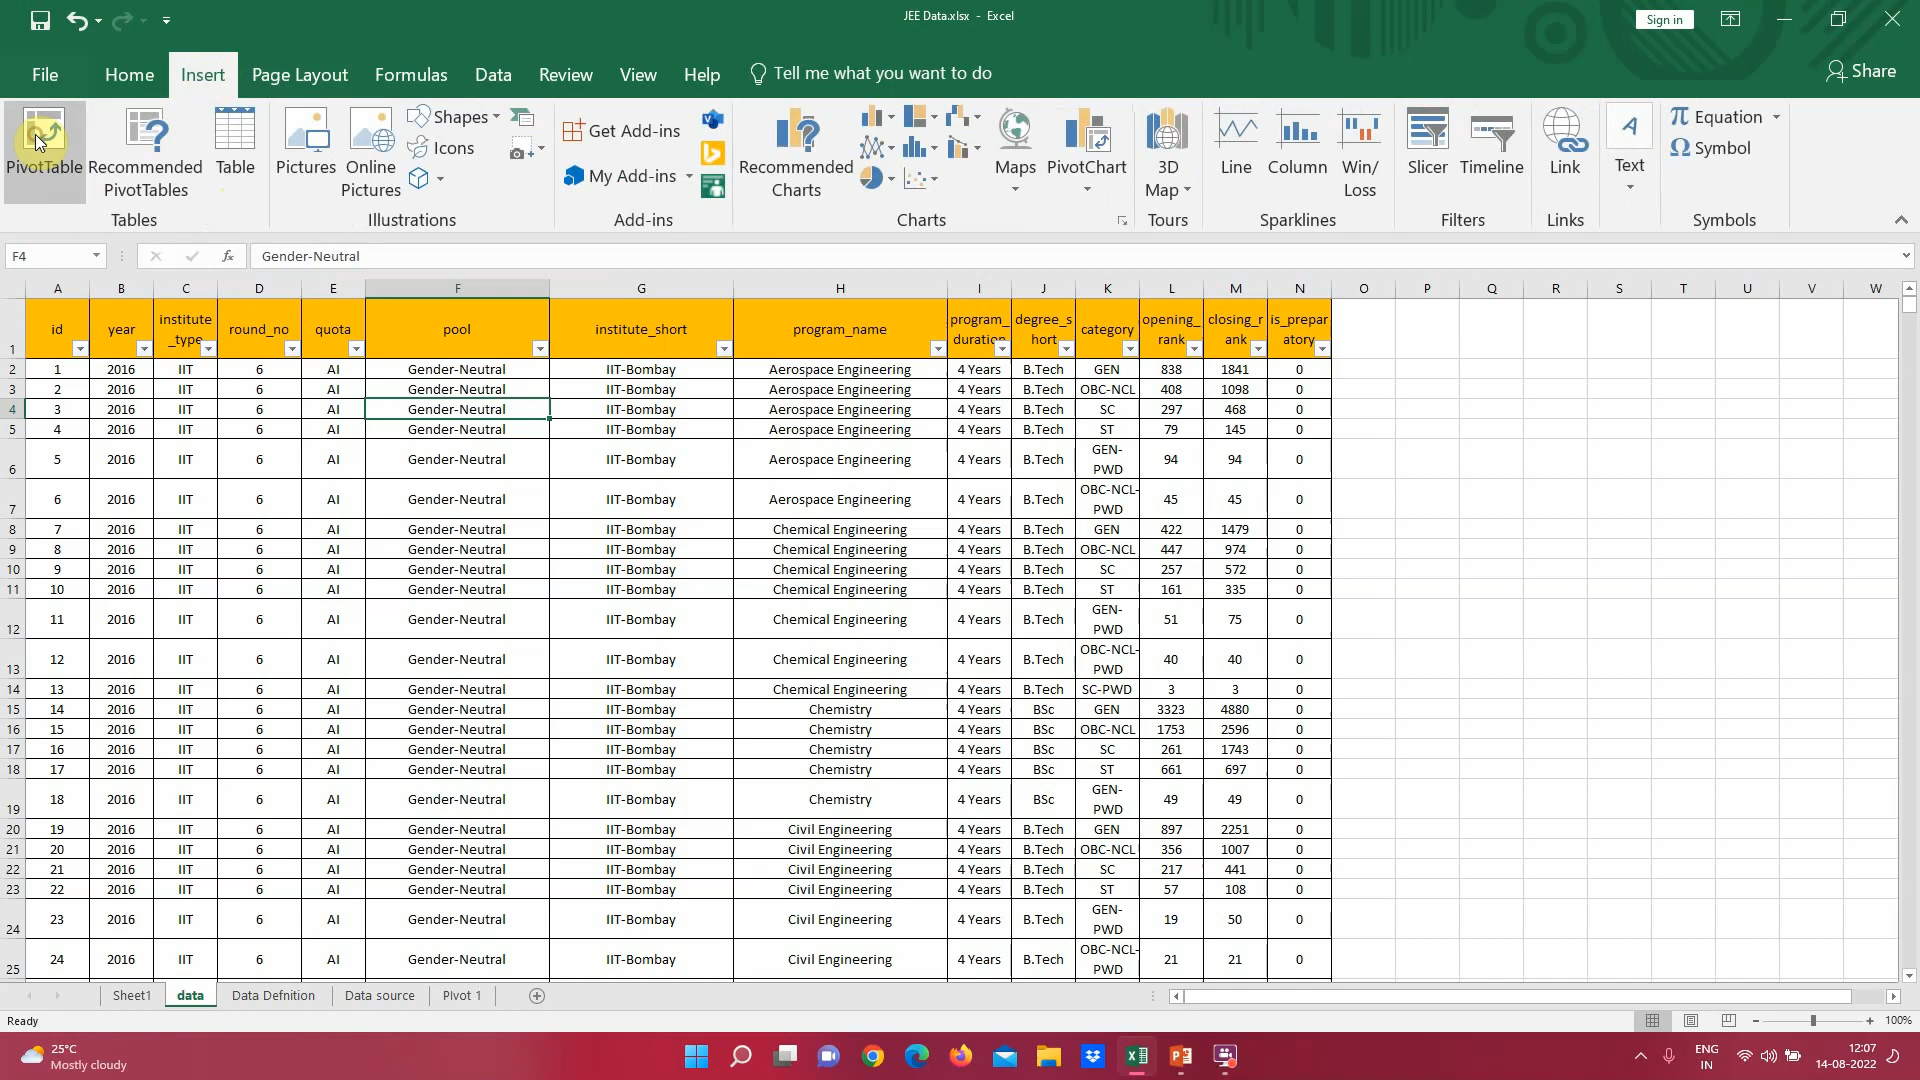 JEE Data.xlsx - Excel
Sign in
File Home Insert Page Layout Formulas Data Review View Help Tell me what you want to do
Share
PivotTable
Recommended
PivotTables
Table
Tables
Pictures
Online
Pictures
Shapes
Icons
Illustrations
Get Add-ins
My Add-ins
Add-ins
Recommended
Charts
Maps
PivotChart
Charts
3D
Map
Tours
Line
Column
Win/
Loss
Sparklines
Slicer
Timeline
Filters
Link
Links
Text
Equation
Symbol
Symbols
F4 fx Gender-Neutral
A B C D E F G H I J K L M N O P Q R S T U V W
1 id year institute_type round_no quota pool institute_short program_name program_duration degree_short category opening_rank closing_rank is_preparatory
2 1 2016 IIT 6 AI Gender-Neutral IIT-Bombay Aerospace Engineering 4 Years B.Tech GEN 838 1841 0
3 2 2016 IIT 6 AI Gender-Neutral IIT-Bombay Aerospace Engineering 4 Years B.Tech OBC-NCL 408 1098 0
4 3 2016 IIT 6 AI Gender-Neutral IIT-Bombay Aerospace Engineering 4 Years B.Tech SC 297 468 0
5 4 2016 IIT 6 AI Gender-Neutral IIT-Bombay Aerospace Engineering 4 Years B.Tech ST 79 145 0
6 5 2016 IIT 6 AI Gender-Neutral IIT-Bombay Aerospace Engineering 4 Years B.Tech GEN-PWD 94 94 0
7 6 2016 IIT 6 AI Gender-Neutral IIT-Bombay Aerospace Engineering 4 Years B.Tech OBC-NCL-PWD 45 45 0
8 7 2016 IIT 6 AI Gender-Neutral IIT-Bombay Chemical Engineering 4 Years B.Tech GEN 422 1479 0
9 8 2016 IIT 6 AI Gender-Neutral IIT-Bombay Chemical Engineering 4 Years B.Tech OBC-NCL 447 974 0
10 9 2016 IIT 6 AI Gender-Neutral IIT-Bombay Chemical Engineering 4 Years B.Tech SC 257 572 0
11 10 2016 IIT 6 AI Gender-Neutral IIT-Bombay Chemical Engineering 4 Years B.Tech ST 161 335 0
12 11 2016 IIT 6 AI Gender-Neutral IIT-Bombay Chemical Engineering 4 Years B.Tech GEN-PWD 51 75 0
13 12 2016 IIT 6 AI Gender-Neutral IIT-Bombay Chemical Engineering 4 Years B.Tech OBC-NCL-PWD 40 40 0
14 13 2016 IIT 6 AI Gender-Neutral IIT-Bombay Chemical Engineering 4 Years B.Tech SC-PWD 3 3 0
15 14 2016 IIT 6 AI Gender-Neutral IIT-Bombay Chemistry 4 Years BSc GEN 3323 4880 0
16 15 2016 IIT 6 AI Gender-Neutral IIT-Bombay Chemistry 4 Years BSc OBC-NCL 1753 2596 0
17 16 2016 IIT 6 AI Gender-Neutral IIT-Bombay Chemistry 4 Years BSc SC 261 1743 0
18 17 2016 IIT 6 AI Gender-Neutral IIT-Bombay Chemistry 4 Years BSc ST 661 697 0
19 18 2016 IIT 6 AI Gender-Neutral IIT-Bombay Chemistry 4 Years BSc GEN-PWD 49 49 0
20 19 2016 IIT 6 AI Gender-Neutral IIT-Bombay Civil Engineering 4 Years B.Tech GEN 897 2251 0
21 20 2016 IIT 6 AI Gender-Neutral IIT-Bombay Civil Engineering 4 Years B.Tech OBC-NCL 356 1007 0
22 21 2016 IIT 6 AI Gender-Neutral IIT-Bombay Civil Engineering 4 Years B.Tech SC 217 441 0
23 22 2016 IIT 6 AI Gender-Neutral IIT-Bombay Civil Engineering 4 Years B.Tech ST 57 108 0
24 23 2016 IIT 6 AI Gender-Neutral IIT-Bombay Civil Engineering 4 Years B.Tech GEN-PWD 19 50 0
25 24 2016 IIT 6 AI Gender-Neutral IIT-Bombay Civil Engineering 4 Years B.Tech OBC-NCL-PWD 21 21 0
Sheet1 data Data Defnition Data source PIvot 1
Ready
100%
25°C
Mostly cloudy
ENG
IN
12:07
14-08-2022